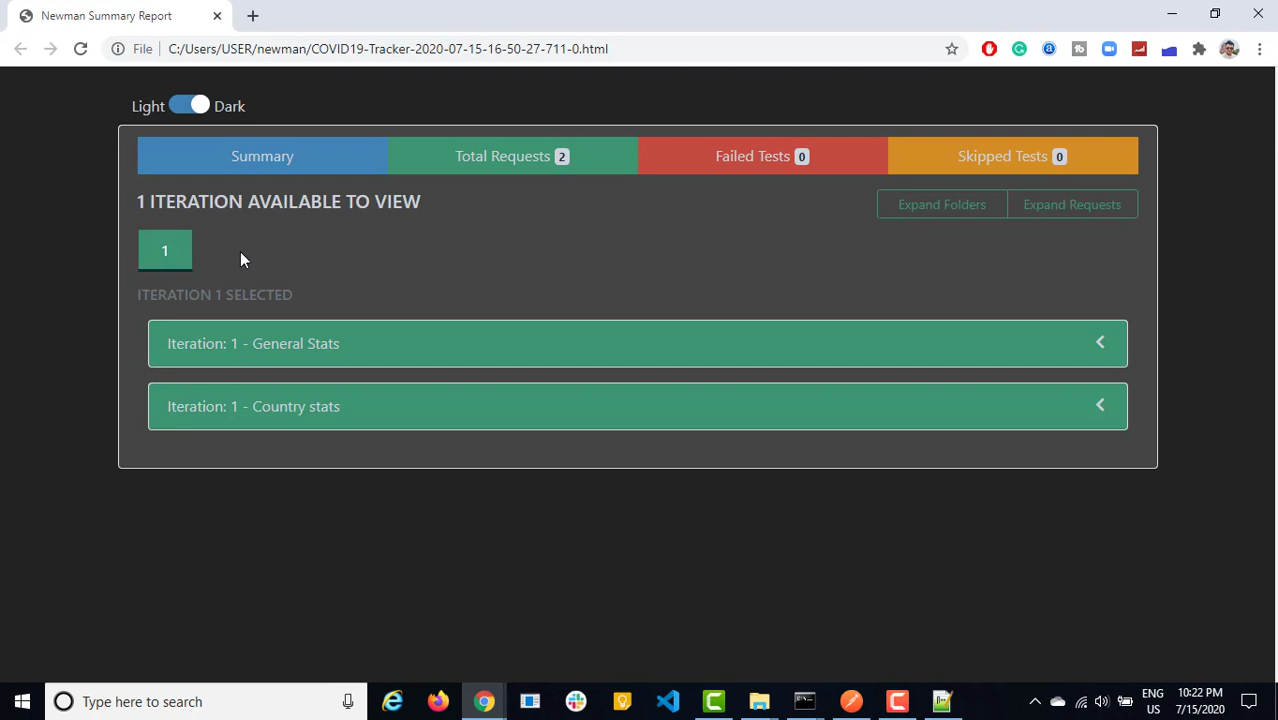 Newman Summary Report
File
C:/Users/USER/newman/COVID19-Tracker-2020-07-15-16-50-27-711-0.html
Light Dark
Summary
Total Requests 2
Failed Tests 0
Skipped Tests 0
1 ITERATION AVAILABLE TO VIEW
Expand Folders
Expand Requests
1
ITERATION 1 SELECTED
Iteration: 1 - General Stats
Iteration: 1 - Country stats
Type here to search
ENG
US
10:22 PM
7/15/2020